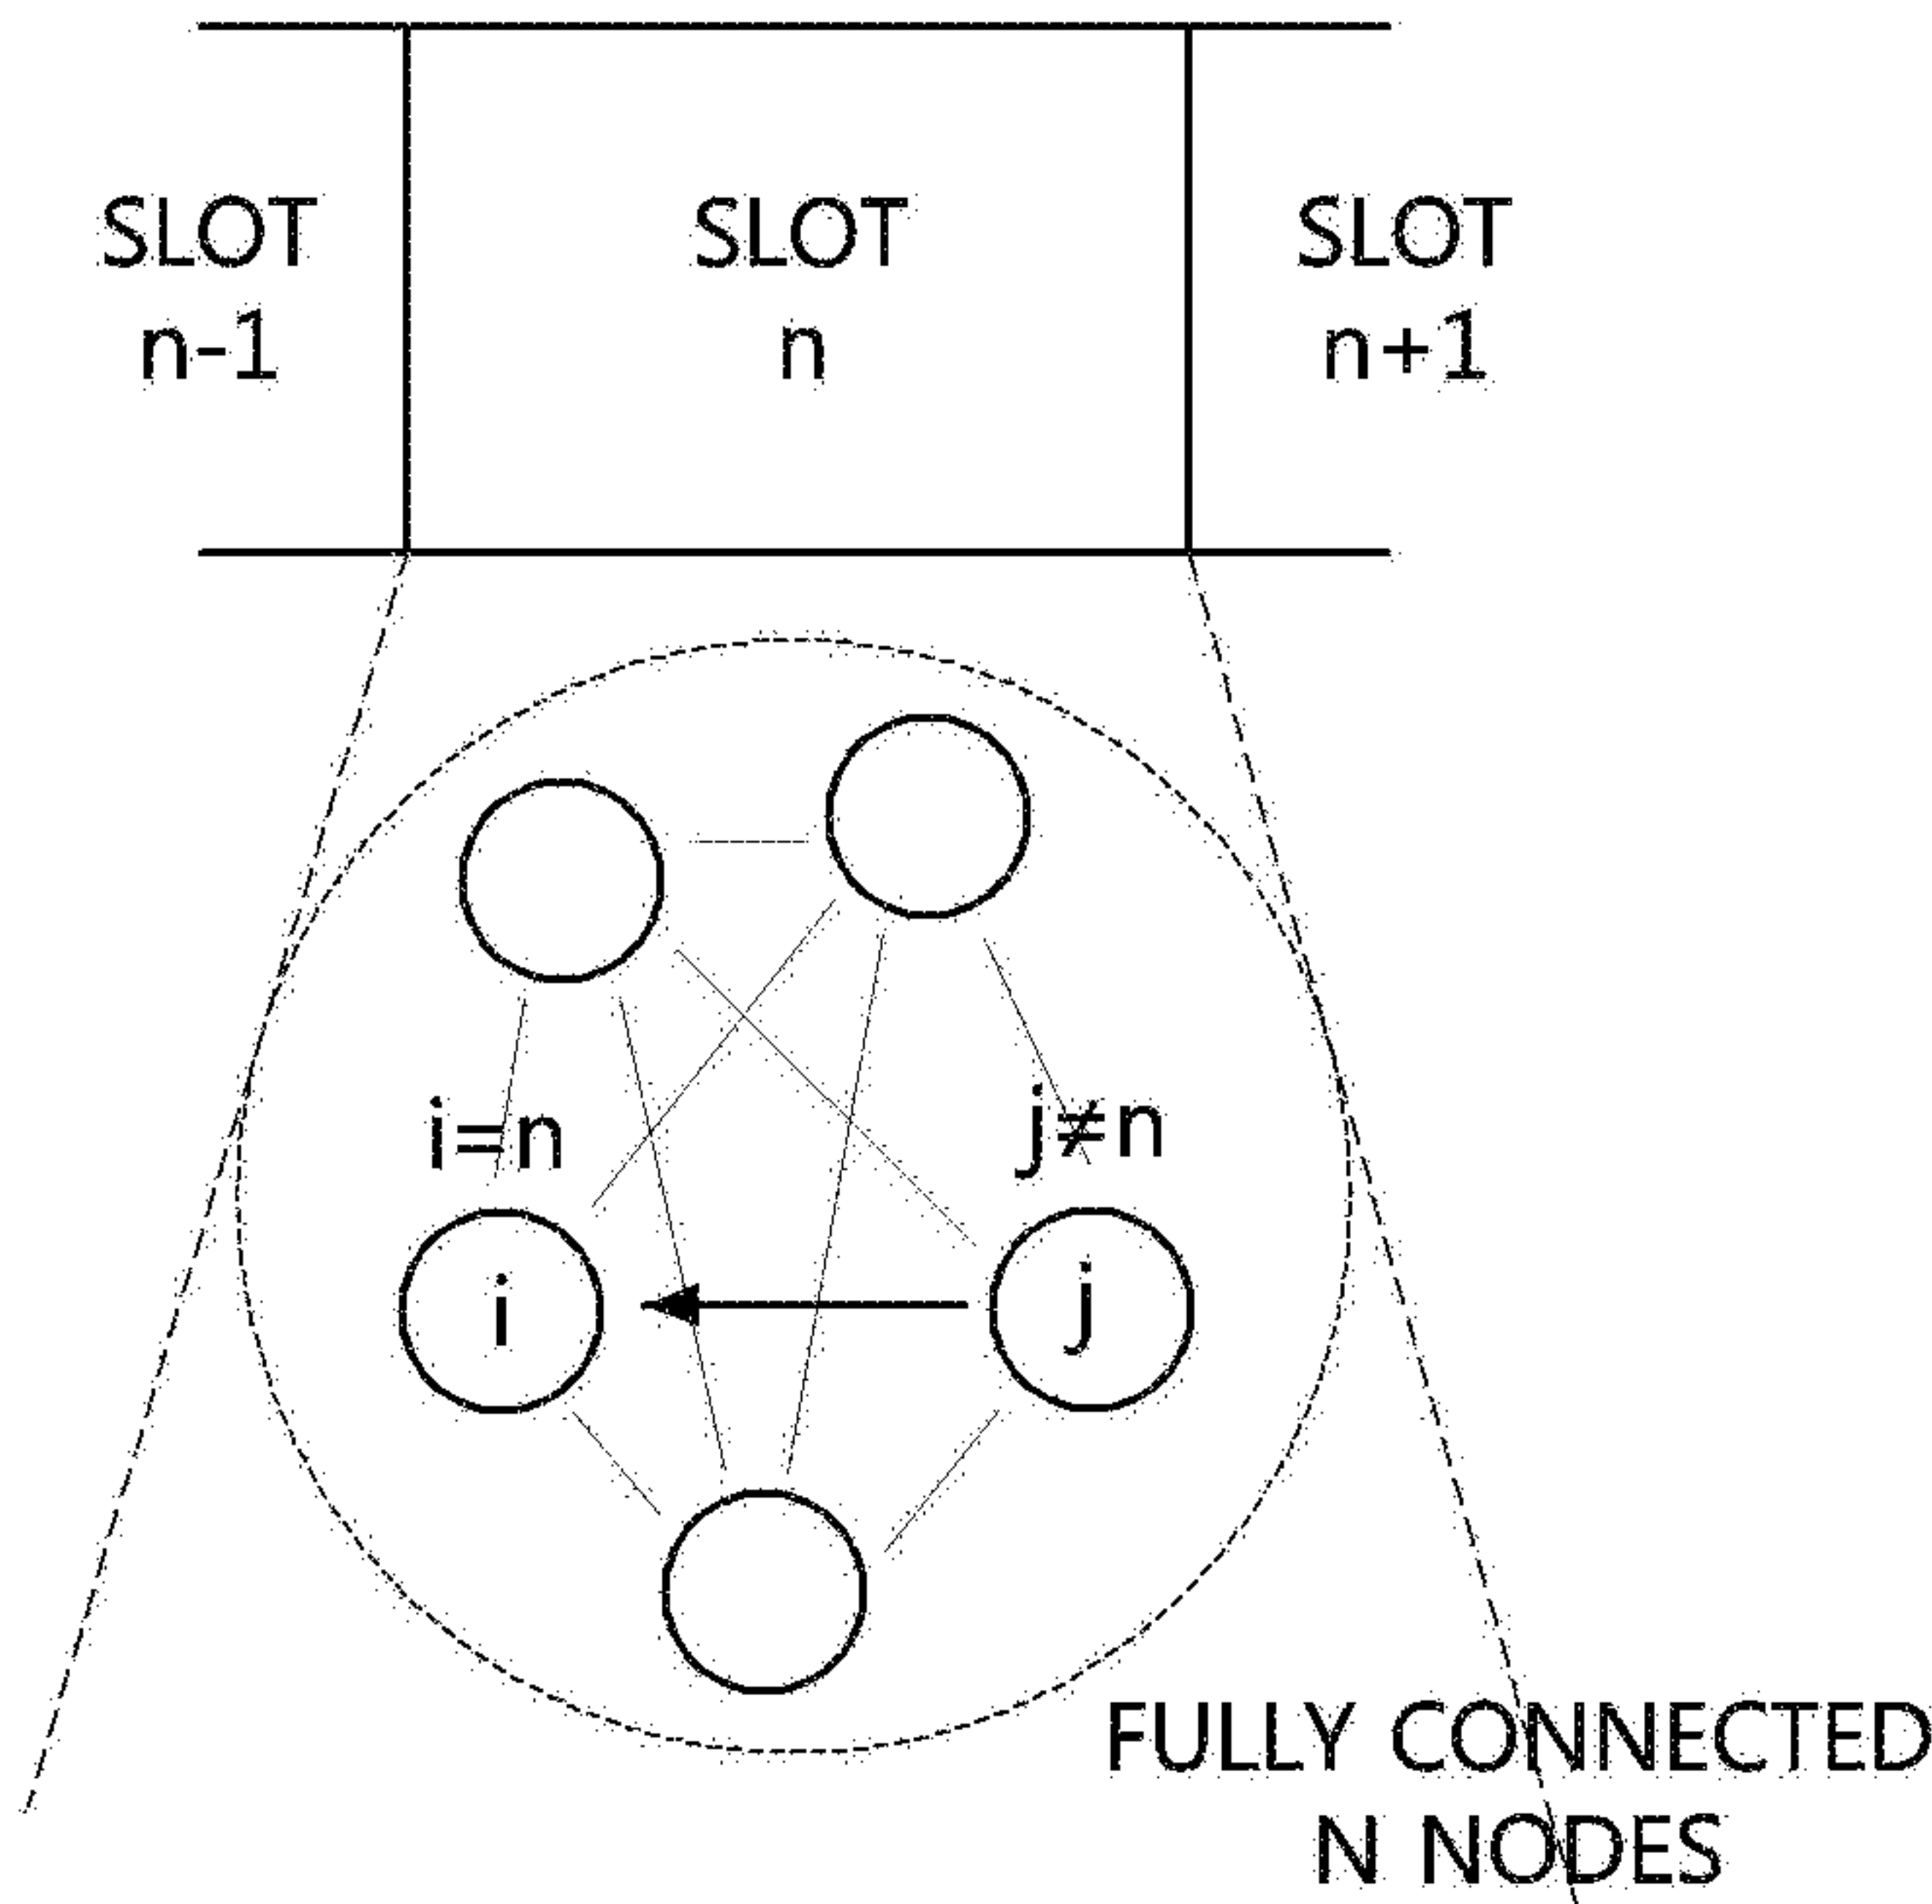 SLOT
n-1
SLOT
n
SLOT
n+1
i=n
j≠n
i
j
FULLY CONNECTED
N NODES